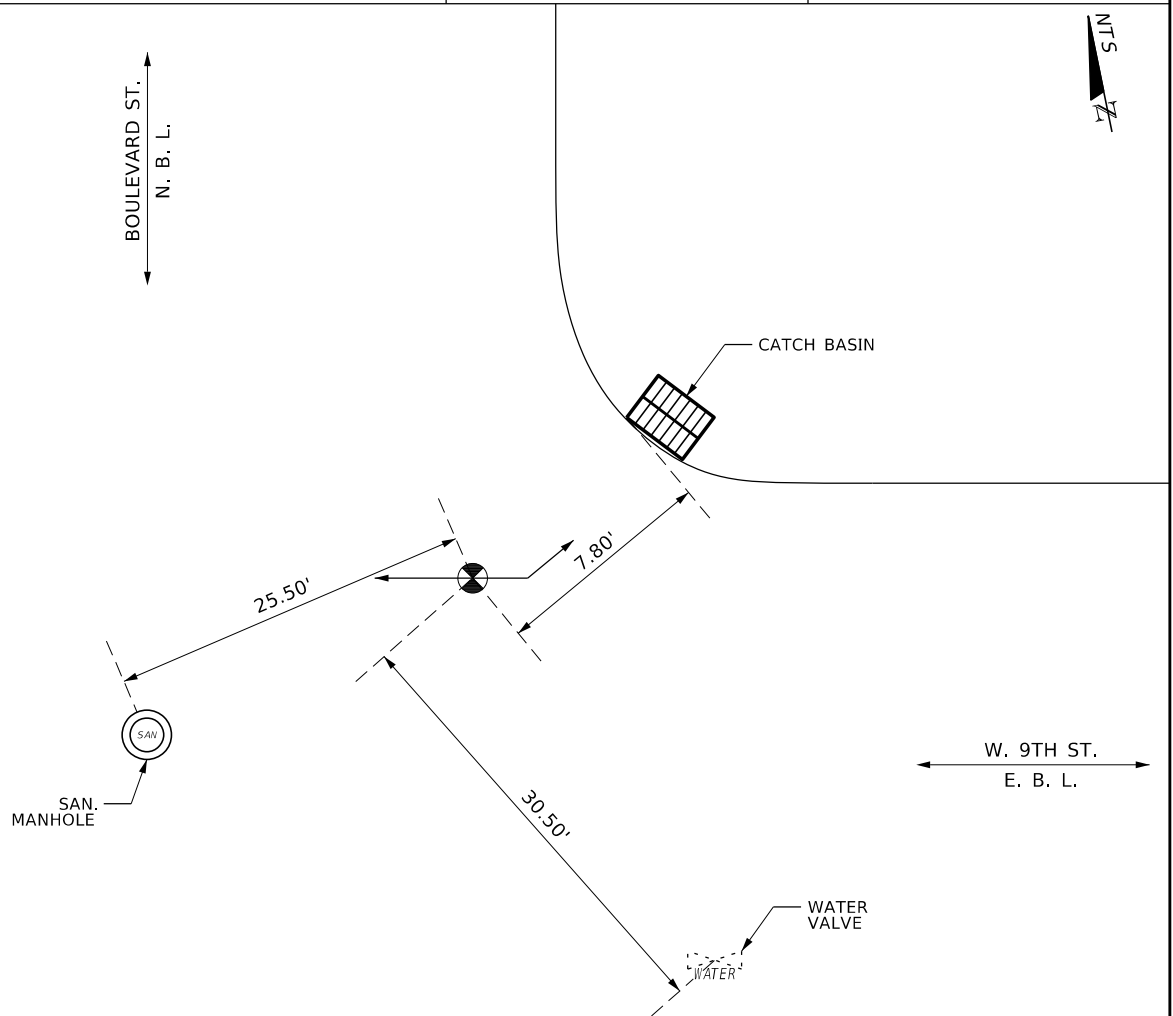 NTS
N
BOULEVARD ST.
N. B. L.
CATCH BASIN
7.80'
25.50'
SAN
SAN.
MANHOLE
W. 9TH ST.
E. B. L.
30.50'
WATER
VALVE
WATER